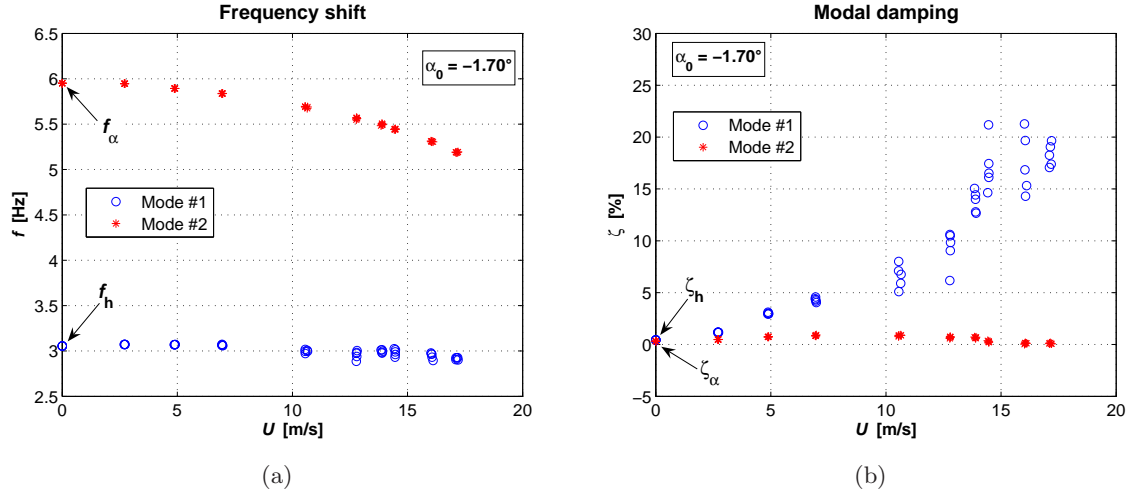 Frequency shift
6.5
6
5.5
5
4.5
4
3.5
3
2.5
0
5
10
15
20
f [Hz]
U [m/s]
α0 = −1.70°
fα
Mode #1
Mode #2
fh
(a)
Modal damping
30
25
20
15
10
5
0
−5
0
5
10
15
20
ζ [%]
U [m/s]
α0 = −1.70°
Mode #1
Mode #2
ζh
ζα
(b)